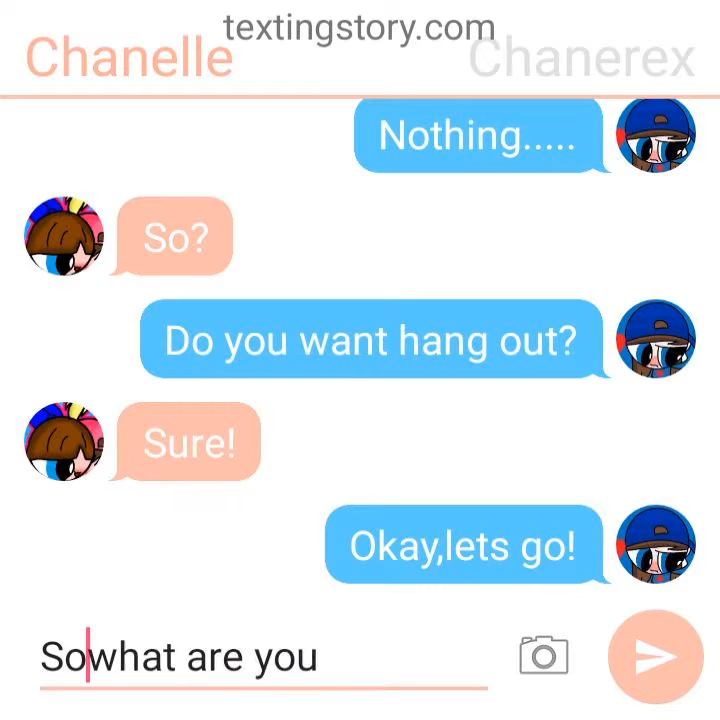 textingstory.com
Chanelle
Chanerex
Nothing.....
So?
Do you want hang out?
Sure!
Okay,lets go!
Sowhat are you